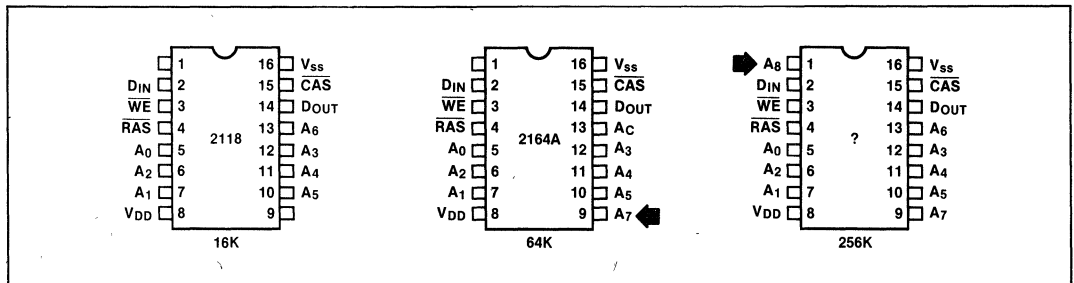 1 16 VSS
DIN 2 15 CAS
WE 3 14 DOUT
RAS 4 13 A6
2118
A0 5 12 A3
A2 6 11 A4
A1 7 10 A5
VDD 8 9
16K
1 16 VSS
DIN 2 15 CAS
WE 3 14 DOUT
RAS 4 13 AC
2164A
A0 5 12 A3
A2 6 11 A4
A1 7 10 A5
VDD 8 9 A7
64K
A8 1 16 VSS
DIN 2 15 CAS
WE 3 14 DOUT
RAS 4 13 A6
?
A0 5 12 A3
A2 6 11 A4
A1 7 10 A5
VDD 8 9 A7
256K